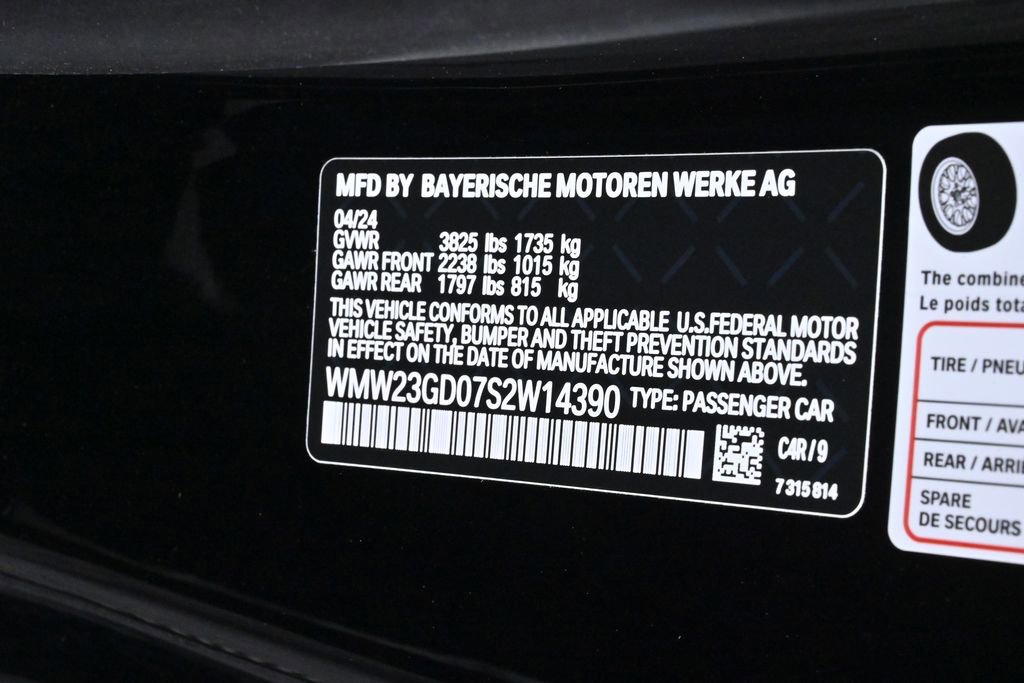 MFD BY BAYERISCHE MOTOREN WERKE AG
04/24
GVWR 3825 lbs 1735 kg
GAWR FRONT 2238 lbs 1015 kg
GAWR REAR 1797 lbs 815 kg
THIS VEHICLE CONFORMS TO ALL APPLICABLE U.S.FEDERAL MOTOR
VEHICLE SAFETY, BUMPER AND THEFT PREVENTION STANDARDS
IN EFFECT ON THE DATE OF MANUFACTURE SHOWN ABOVE.
WMW23GD07S2W14390 TYPE: PASSENGER CAR
C4R/9
7315814
The combine
Le poids tota
TIRE / PNEU
FRONT / AVA
REAR / ARRI
SPARE
DE SECOURS